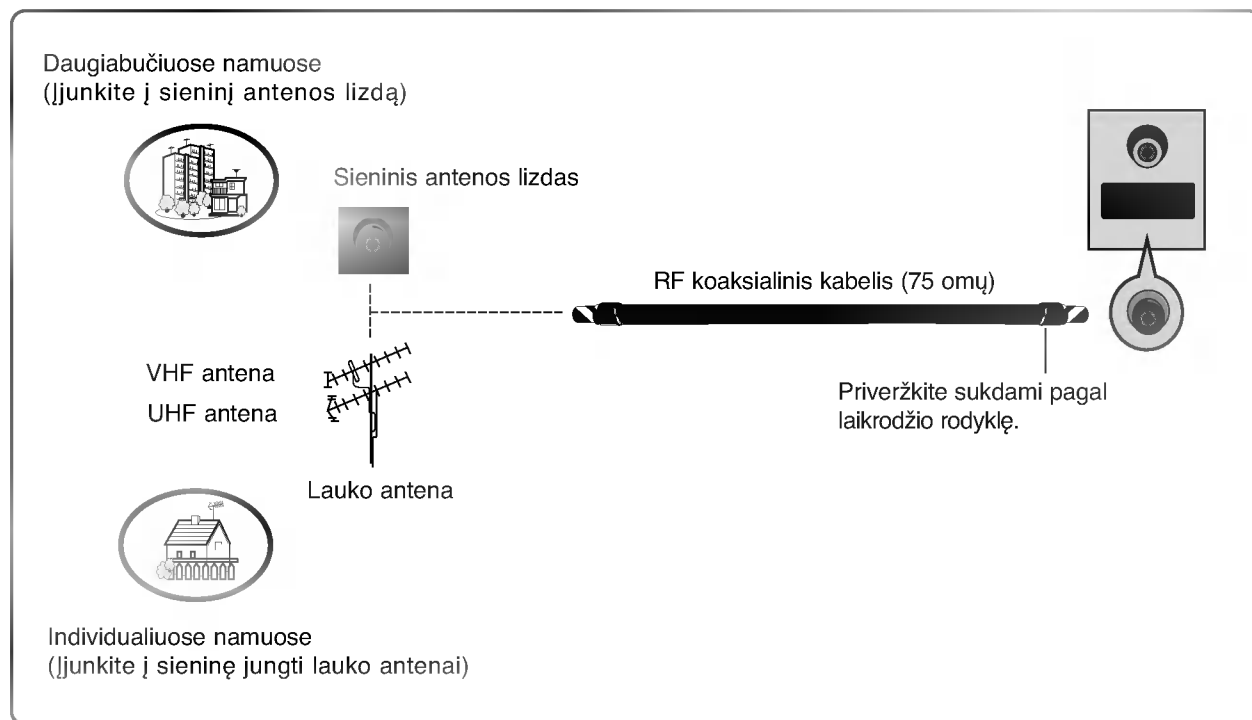 Daugiabučiuose namuose
(Įjunkite į sieninį antenos lizdą)
Sieninis antenos lizdas
RF koaksialinis kabelis (75 omų)
VHF antena
UHF antena
Priveržkite sukdami pagal
laikrodžio rodyklę.
Lauko antena
Individualiuose namuose
(Įjunkite į sieninę jungti lauko antenai)